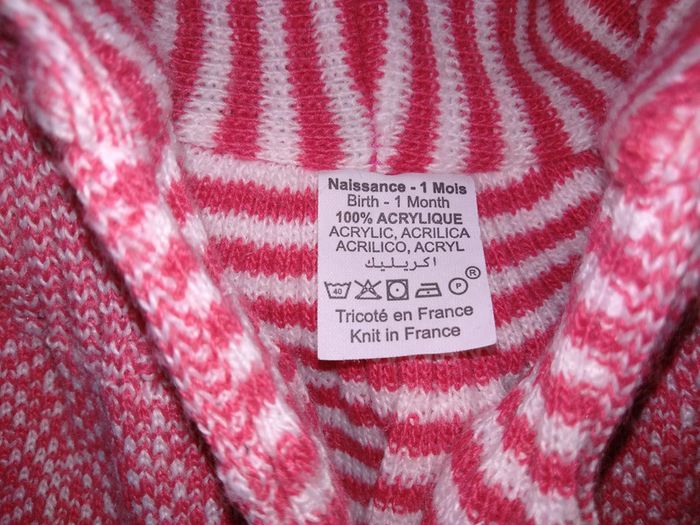 Naissance - 1 Mois
Birth - 1 Month
100% ACRYLIQUE
ACRYLIC, ACRILICA
ACRILICO, ACRYL
اكريليك
40 P ®
Tricoté en France
Knit in France